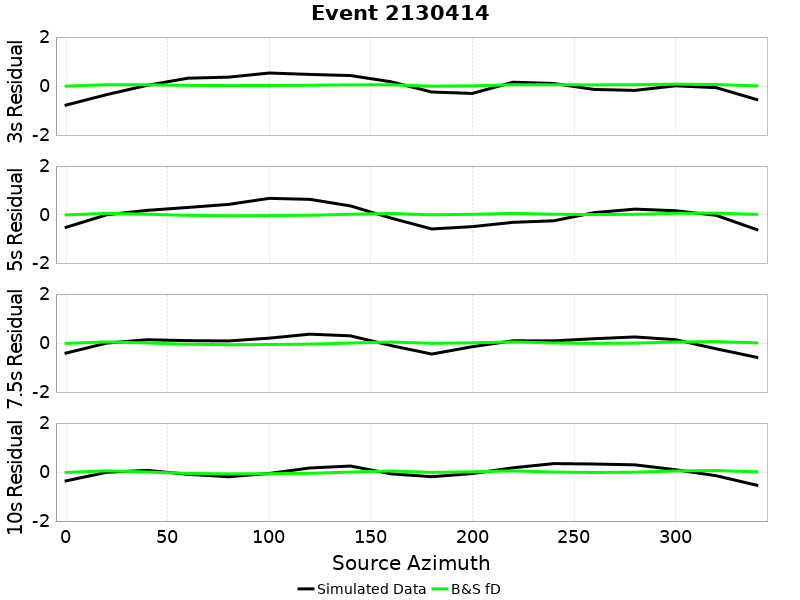 Event 2130414
3s Residual
2
0
-2
5s Residual
2
0
-2
7.5s Residual
2
0
-2
10s Residual
2
0
-2
0 50 100 150 200 250 300
Source Azimuth
Simulated Data B&S fD